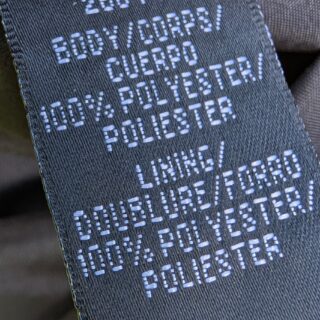 BODY/CORPS/
CUERPO
100% POLYESTER/
POLIESTER
LINING/
DOUBLURE/FORRO
100% POLYESTER/
POLIESTER